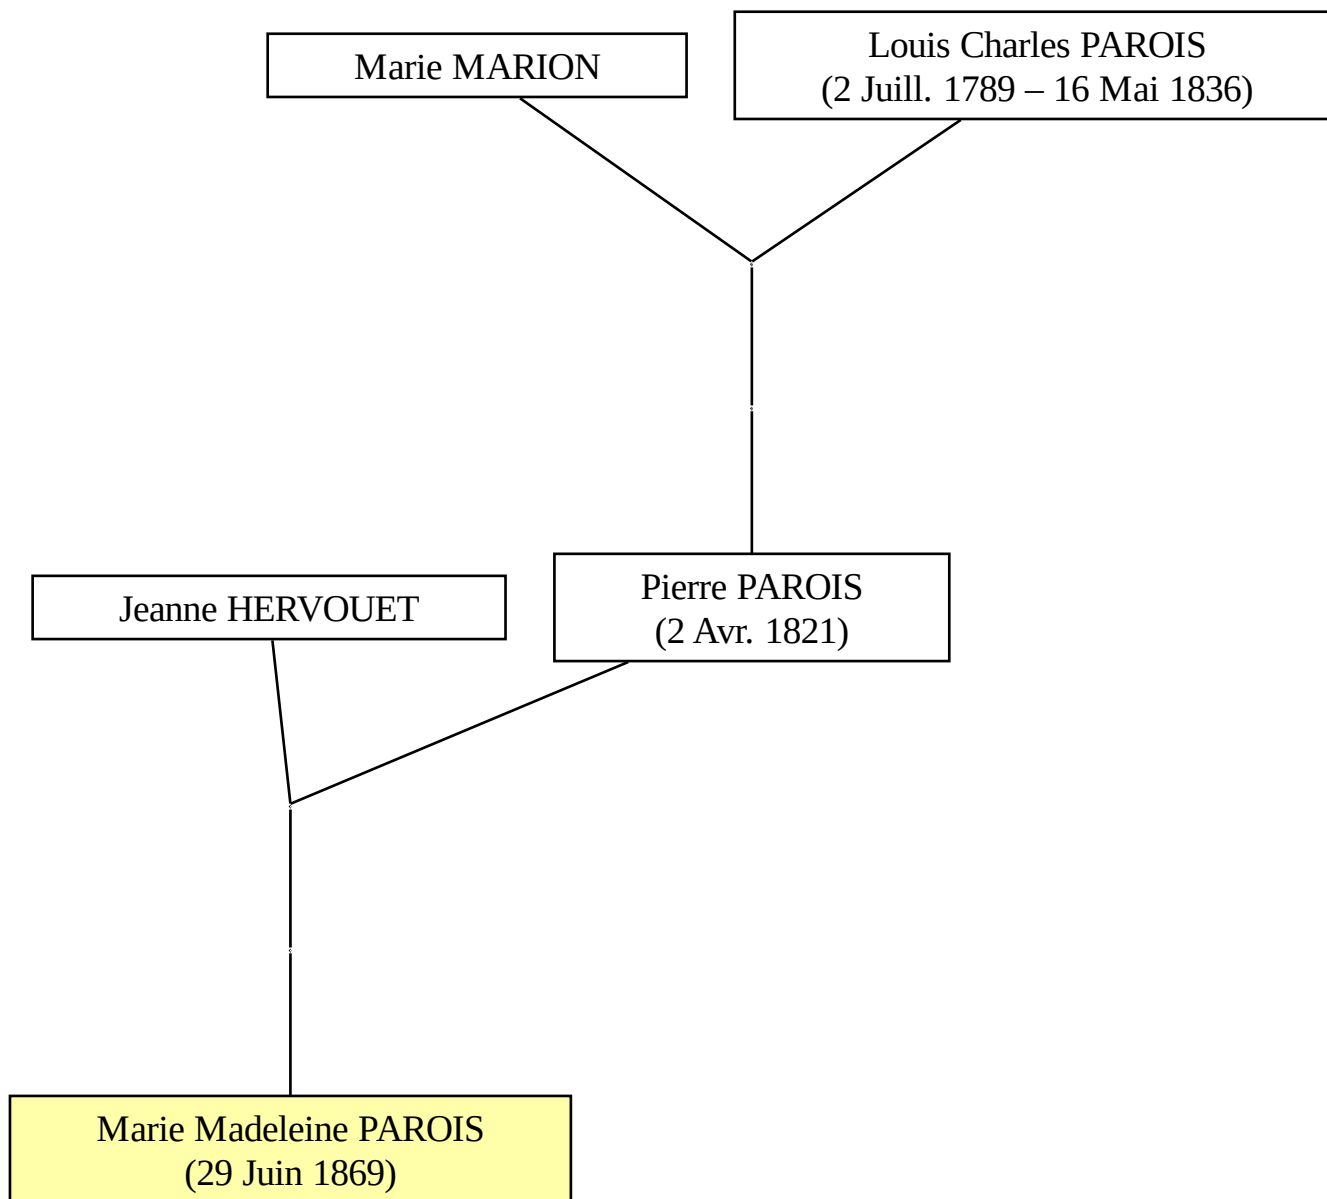 Marie MARION
Louis Charles PAROIS
(2 Juill. 1789 – 16 Mai 1836)
Jeanne HERVOUET
Pierre PAROIS
(2 Avr. 1821)
Marie Madeleine PAROIS
(29 Juin 1869)